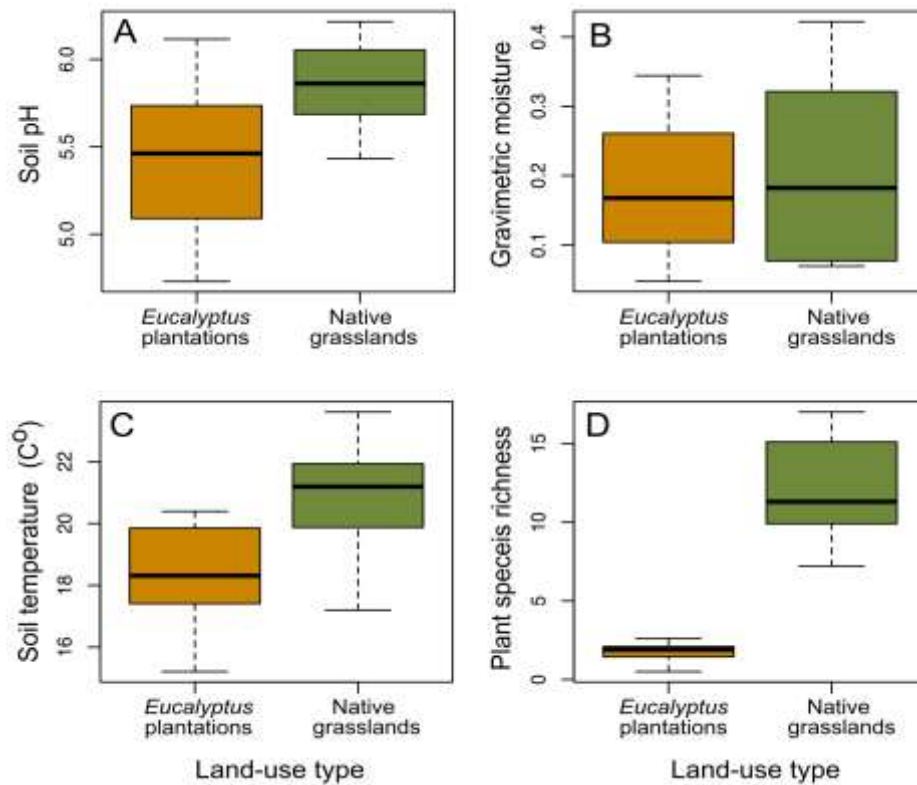 A
Soil pH
6.0
5.5
5.0
Eucalyptus
plantations
Native
grasslands
B
Gravimetric moisture
0.4
0.3
0.2
0.1
Eucalyptus
plantations
Native
grasslands
C
Soil temperature (C⁰)
22
20
18
16
Eucalyptus
plantations
Native
grasslands
Land-use type
D
Plant speceis richness
15
10
5
0
Eucalyptus
plantations
Native
grasslands
Land-use type